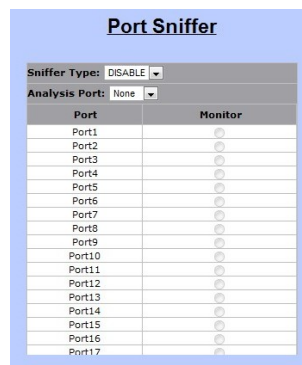 Port Sniffer
Sniffer Type: DISABLE
Analysis Port: None
Port Monitor
Port1
Port2
Port3
Port4
Port5
Port6
Port7
Port8
Port9
Port10
Port11
Port12
Port13
Port14
Port15
Port16
Port17